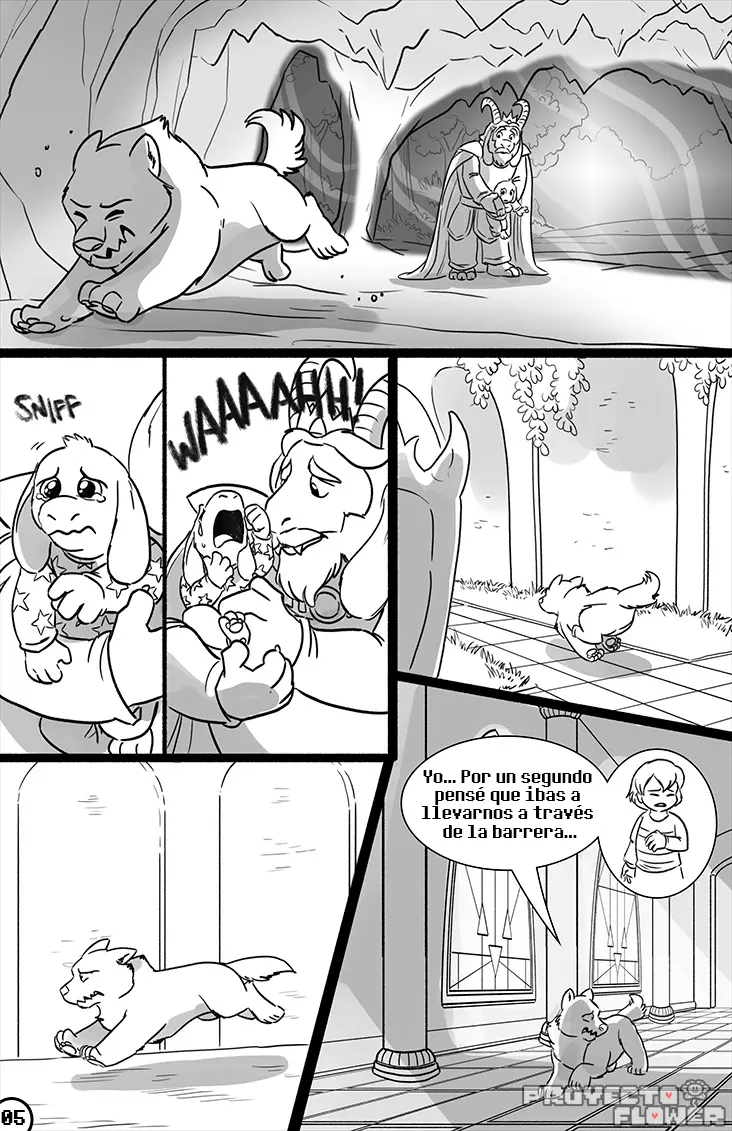 SNIFF
WAAAAHH!
Yo... Por un segundo
pensé que ibas a
llevarnos a través
de la barrera...
05
PROYECTO
FLOWER